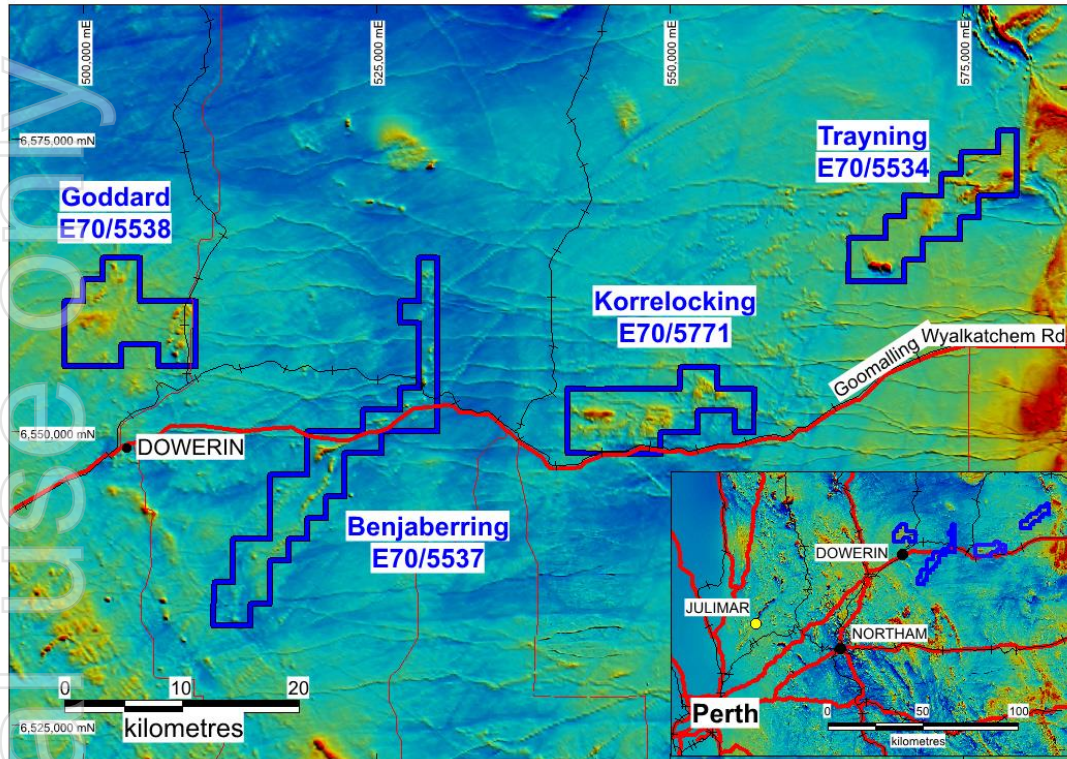 500,000 mE
525,000 mE
550,000 mE
575,000 mE
6,575,000 mN
Trayning
E70/5534
Goddard
E70/5538
Korrelocking
E70/5771
Goomalling Wyalkatchem Rd
6,550,000 mN
DOWERIN
Benjaberring
E70/5537
0 10 20
kilometres
6,525,000 mN
DOWERIN
JULIMAR
NORTHAM
Perth
0 50 100
kilometres
use only